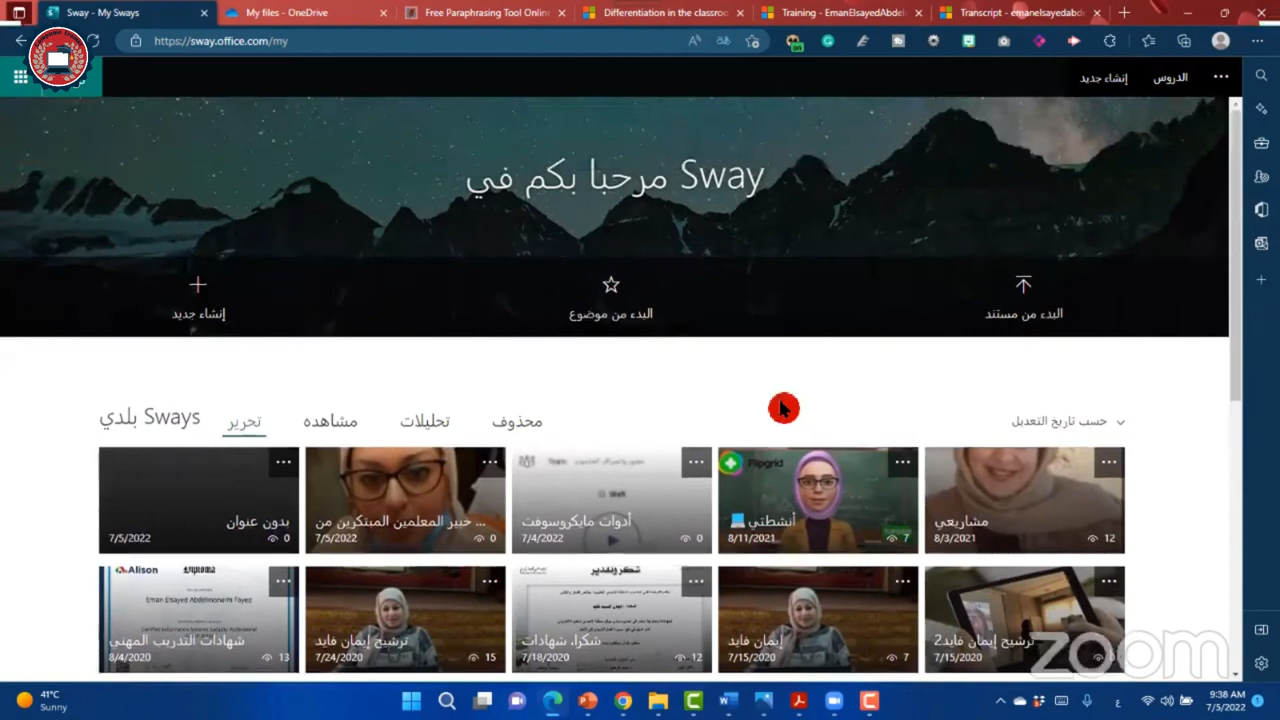 Sway - My Sways
My files - OneDrive
Free Paraphrasing Tool Online
Differentiation in the classroo
Training - EmanElsayedAbdel
Transcript - emanelsayedabde
https://sway.office.com/my
إنشاء جديد
الدروس
مرحبا بكم في Sway
إنشاء جديد
البدء من موضوع
البدء من مستند
Sways بلدي
تحرير
مشاهده
تحليلات
محذوف
حسب تاريخ التعديل
بدون عنوان
7/5/2022 0
خبير المعلمين المبتكرين من ...
7/5/2022 0
أدوات مايكروسوفت
7/4/2022 0
Flipgrid
أنشطتي
8/11/2021 7
مشاريعي
8/3/2021 12
Alison
Diploma
Eman Elsayed Abdelmoneim Fayed
شهادات التدريب المهني
8/4/2020 13
ترشيح إيمان فايد
7/24/2020 15
شكر وتقدير
شكرا، شهادات
7/18/2020 12
إيمان فايد
7/15/2020 7
ترشيح إيمان فايد2
7/15/2020
zoom
41°C
Sunny
9:38 AM
7/5/2022